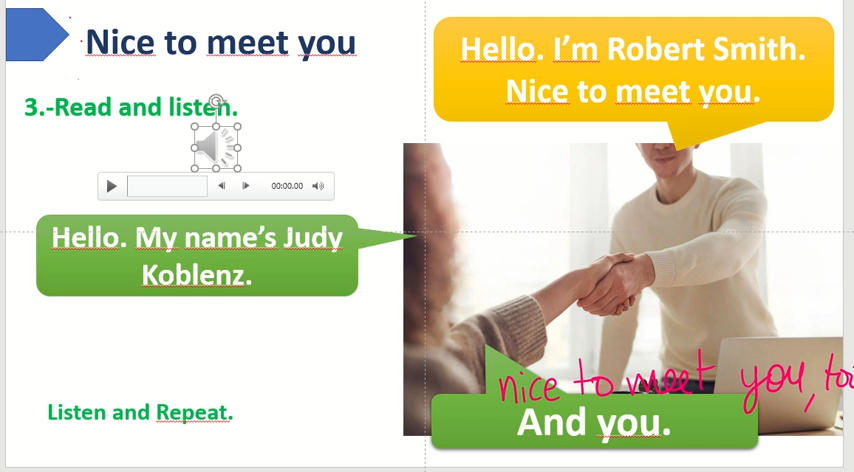 Nice to meet you
3.-Read and listen.
00:00.00
Hello. My name's Judy
Koblenz.
Hello. I'm Robert Smith.
Nice to meet you.
nice to meet you, too
And you.
Listen and Repeat.